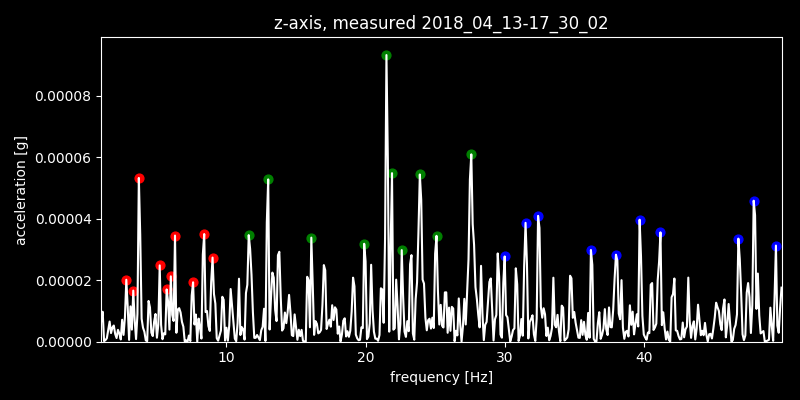 z-axis, measured 2018_04_13-17_30_02
acceleration [g]
0.00008
0.00006
0.00004
0.00002
0.00000
10 20 30 40
frequency [Hz]